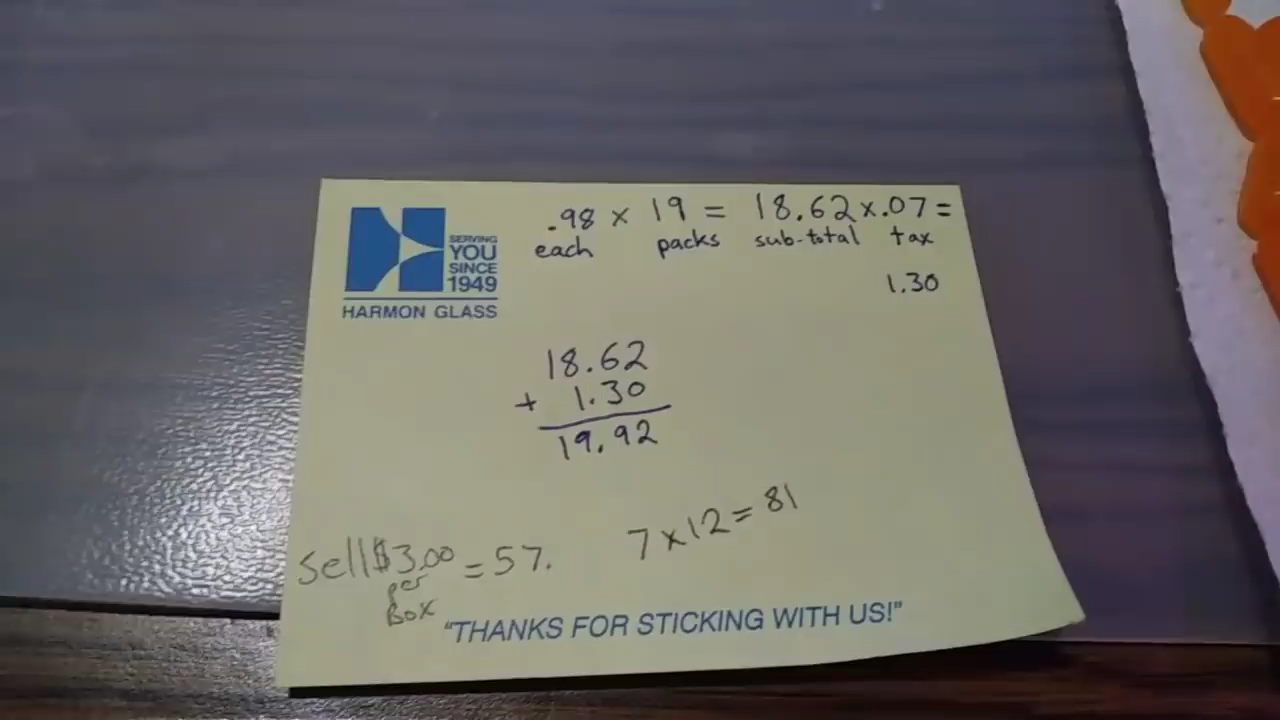 .98 x 19 = 18.62 x .07 =
each packs sub-total tax
1.30
SERVING
YOU
SINCE
1949
HARMON GLASS
18.62
+ 1.30
19.92
Sell $3.00 = 57.
per
Box
7 x 12 = 81
"THANKS FOR STICKING WITH US!"